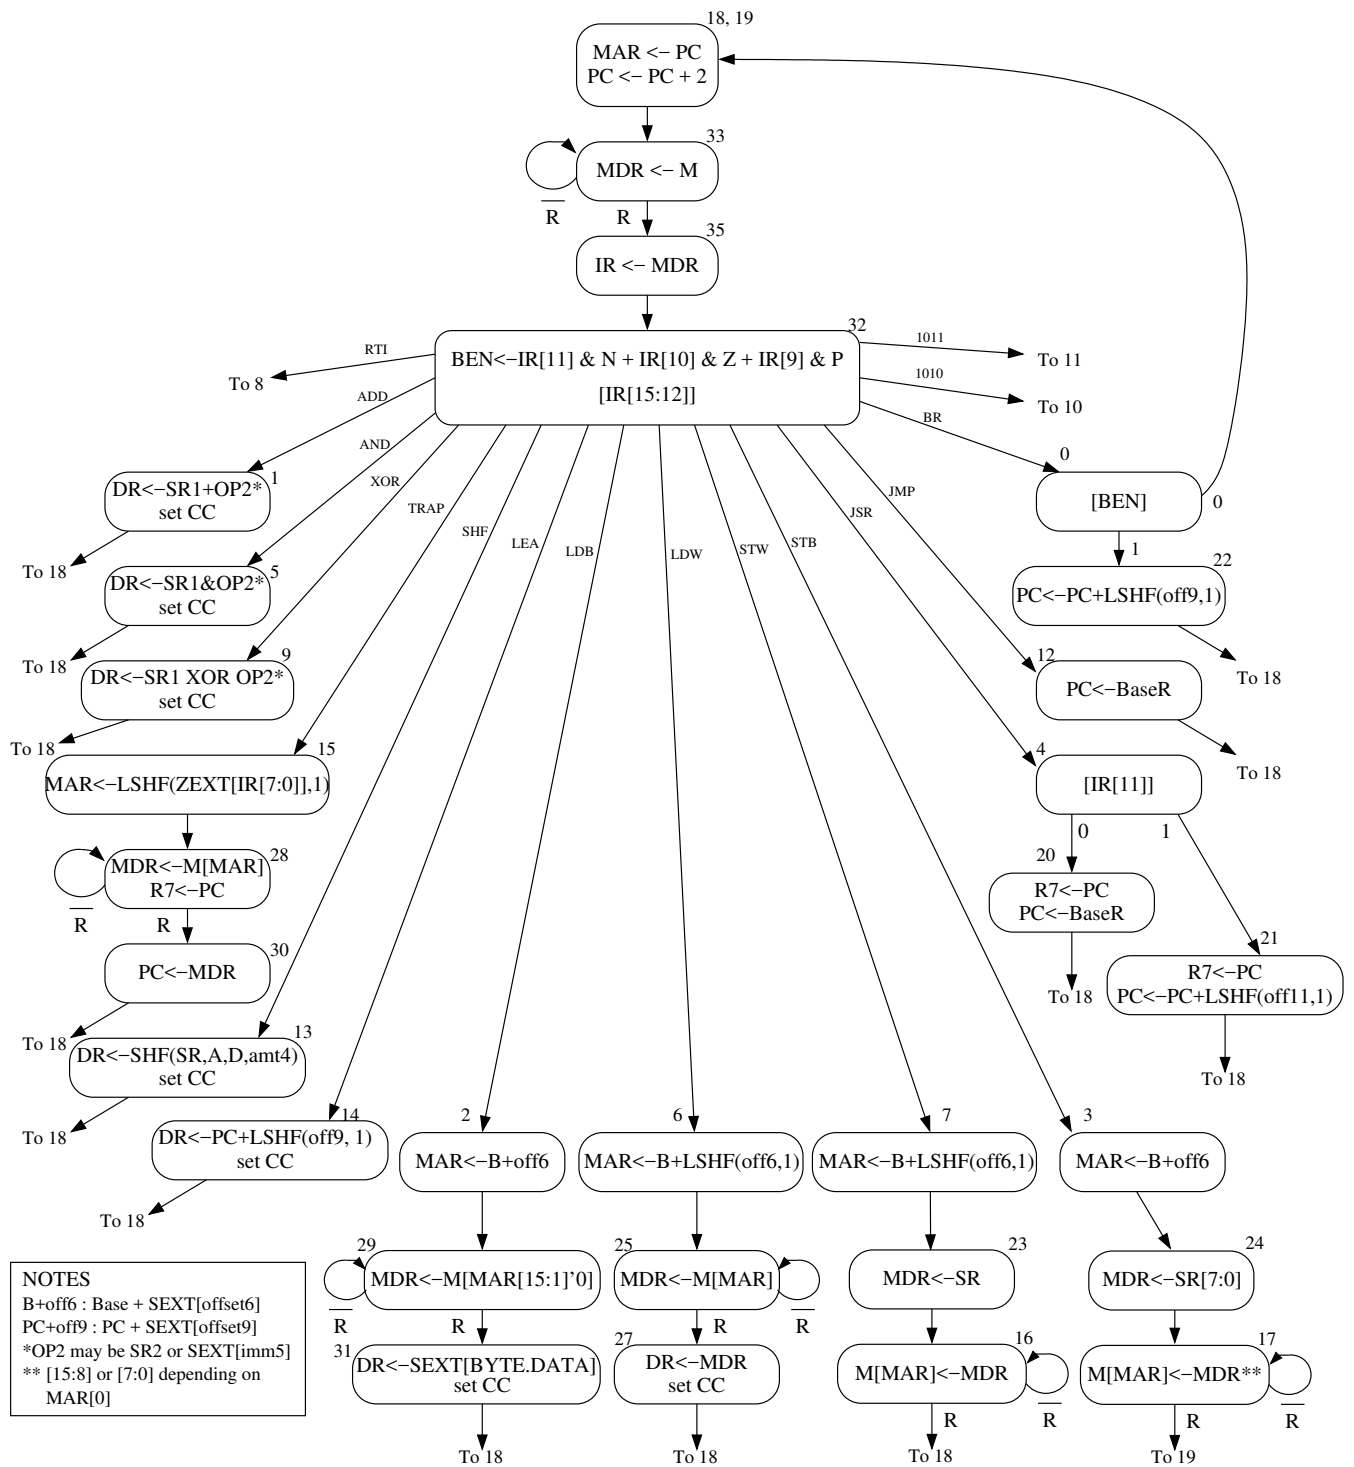 18, 19
MAR <− PC
PC <− PC + 2
33
MDR <− M
R
R
35
IR <− MDR
32
BEN<−IR[11] & N + IR[10] & Z + IR[9] & P
[IR[15:12]]
RTI
To 8
1011
To 11
1010
To 10
ADD
AND
XOR
TRAP
SHF
LEA
LDB
LDW
STW
STB
JSR
JMP
BR
1
DR<−SR1+OP2*
set CC
To 18
5
DR<−SR1&OP2*
set CC
To 18
9
DR<−SR1 XOR OP2*
set CC
To 18
15
MAR<−LSHF(ZEXT[IR[7:0]],1)
28
MDR<−M[MAR]
R7<−PC
R
R
30
PC<−MDR
To 18
13
DR<−SHF(SR,A,D,amt4)
set CC
To 18
14
DR<−PC+LSHF(off9, 1)
set CC
To 18
0
[BEN]
0
1
22
PC<−PC+LSHF(off9,1)
To 18
12
PC<−BaseR
To 18
4
[IR[11]]
0
1
20
R7<−PC
PC<−BaseR
To 18
21
R7<−PC
PC<−PC+LSHF(off11,1)
To 18
2
MAR<−B+off6
29
MDR<−M[MAR[15:1]'0]
R
R
31
DR<−SEXT[BYTE.DATA]
set CC
To 18
6
MAR<−B+LSHF(off6,1)
25
MDR<−M[MAR]
R
R
27
DR<−MDR
set CC
To 18
7
MAR<−B+LSHF(off6,1)
23
MDR<−SR
16
M[MAR]<−MDR
R
R
To 18
3
MAR<−B+off6
24
MDR<−SR[7:0]
17
M[MAR]<−MDR**
R
R
To 19
NOTES
B+off6 : Base + SEXT[offset6]
PC+off9 : PC + SEXT[offset9]
*OP2 may be SR2 or SEXT[imm5]
** [15:8] or [7:0] depending on
MAR[0]